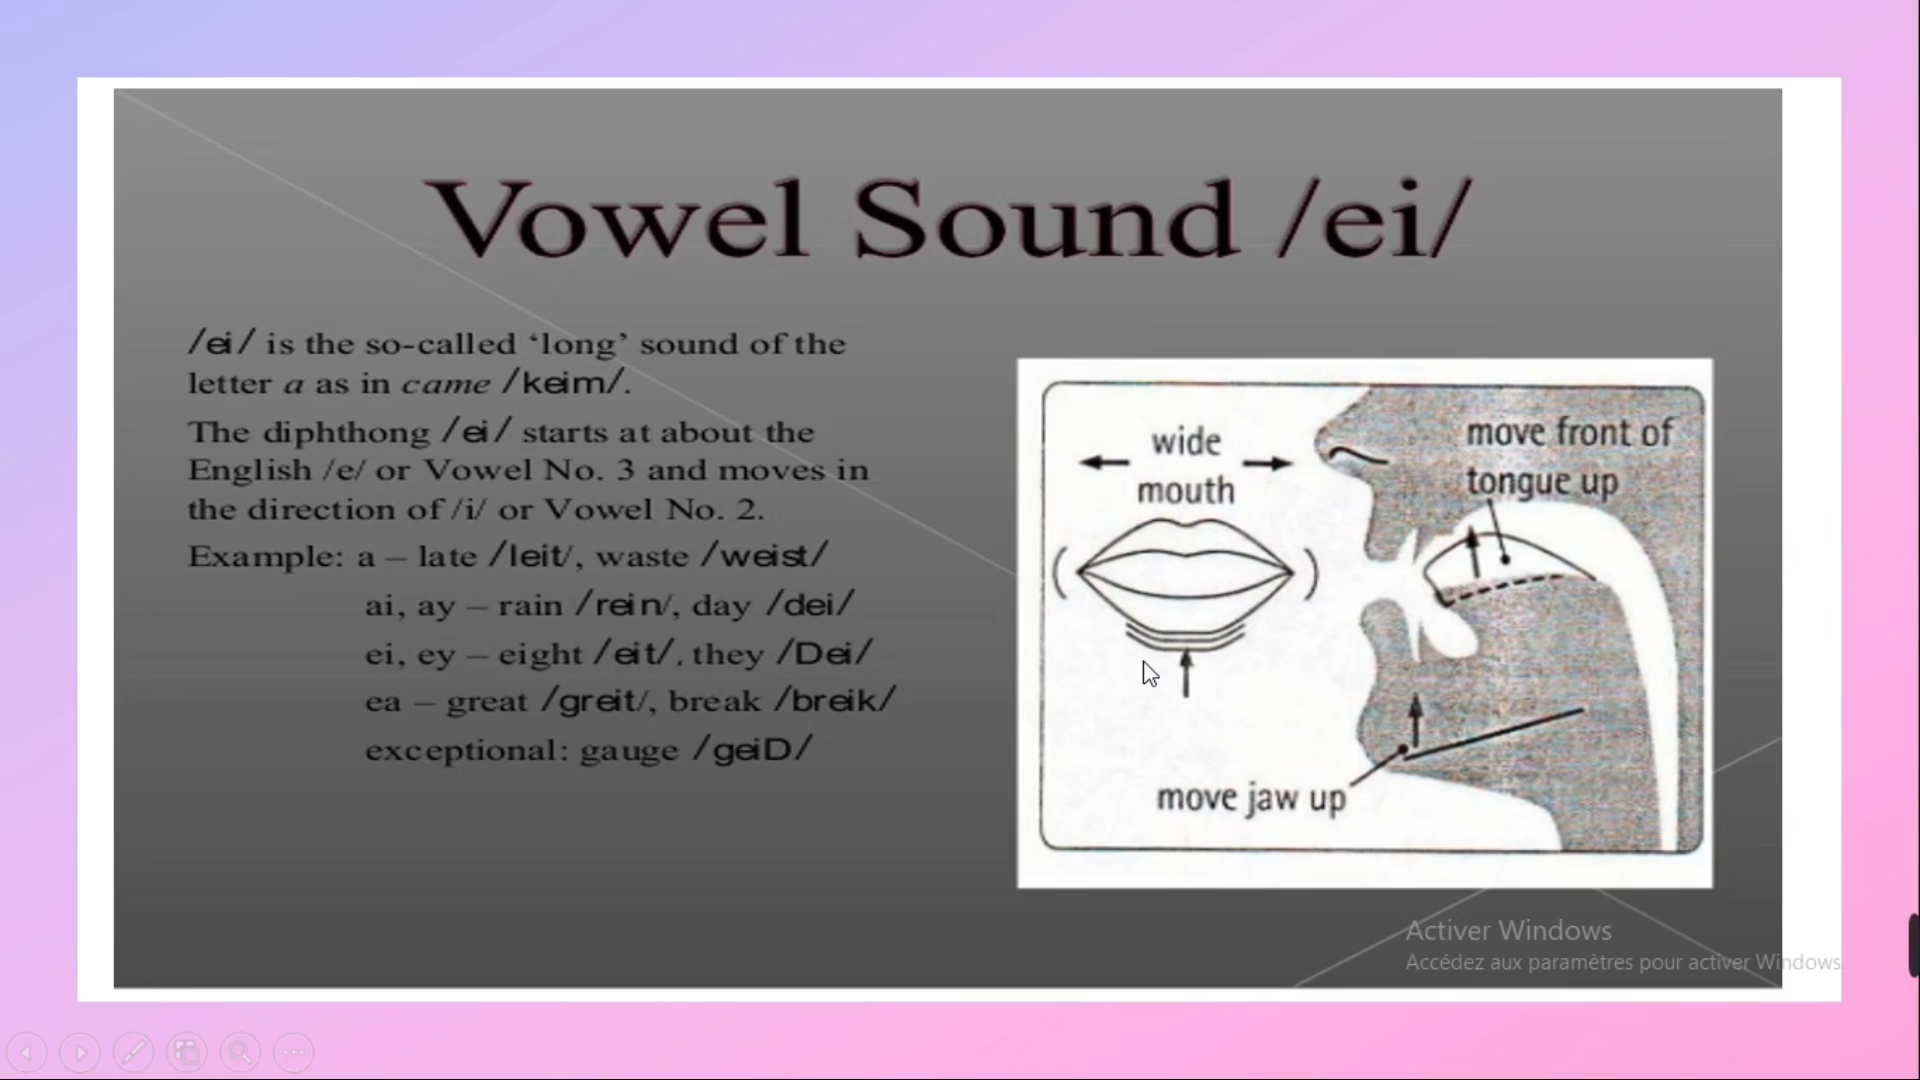 Vowel Sound /ei/
/ei/ is the so-called ‘long’ sound of the
letter a as in came /keim/.
The diphthong /ei/ starts at about the
English /e/ or Vowel No. 3 and moves in
the direction of /i/ or Vowel No. 2.
Example: a – late /leit/, waste /weist/
ai, ay – rain /rein/, day /dei/
ei, ey – eight /eit/, they /Dei/
ea – great /greit/, break /breik/
exceptional: gauge /geiD/
wide
mouth
move front of
tongue up
move jaw up
Activer Windows
Accédez aux paramètres pour activer Windows.